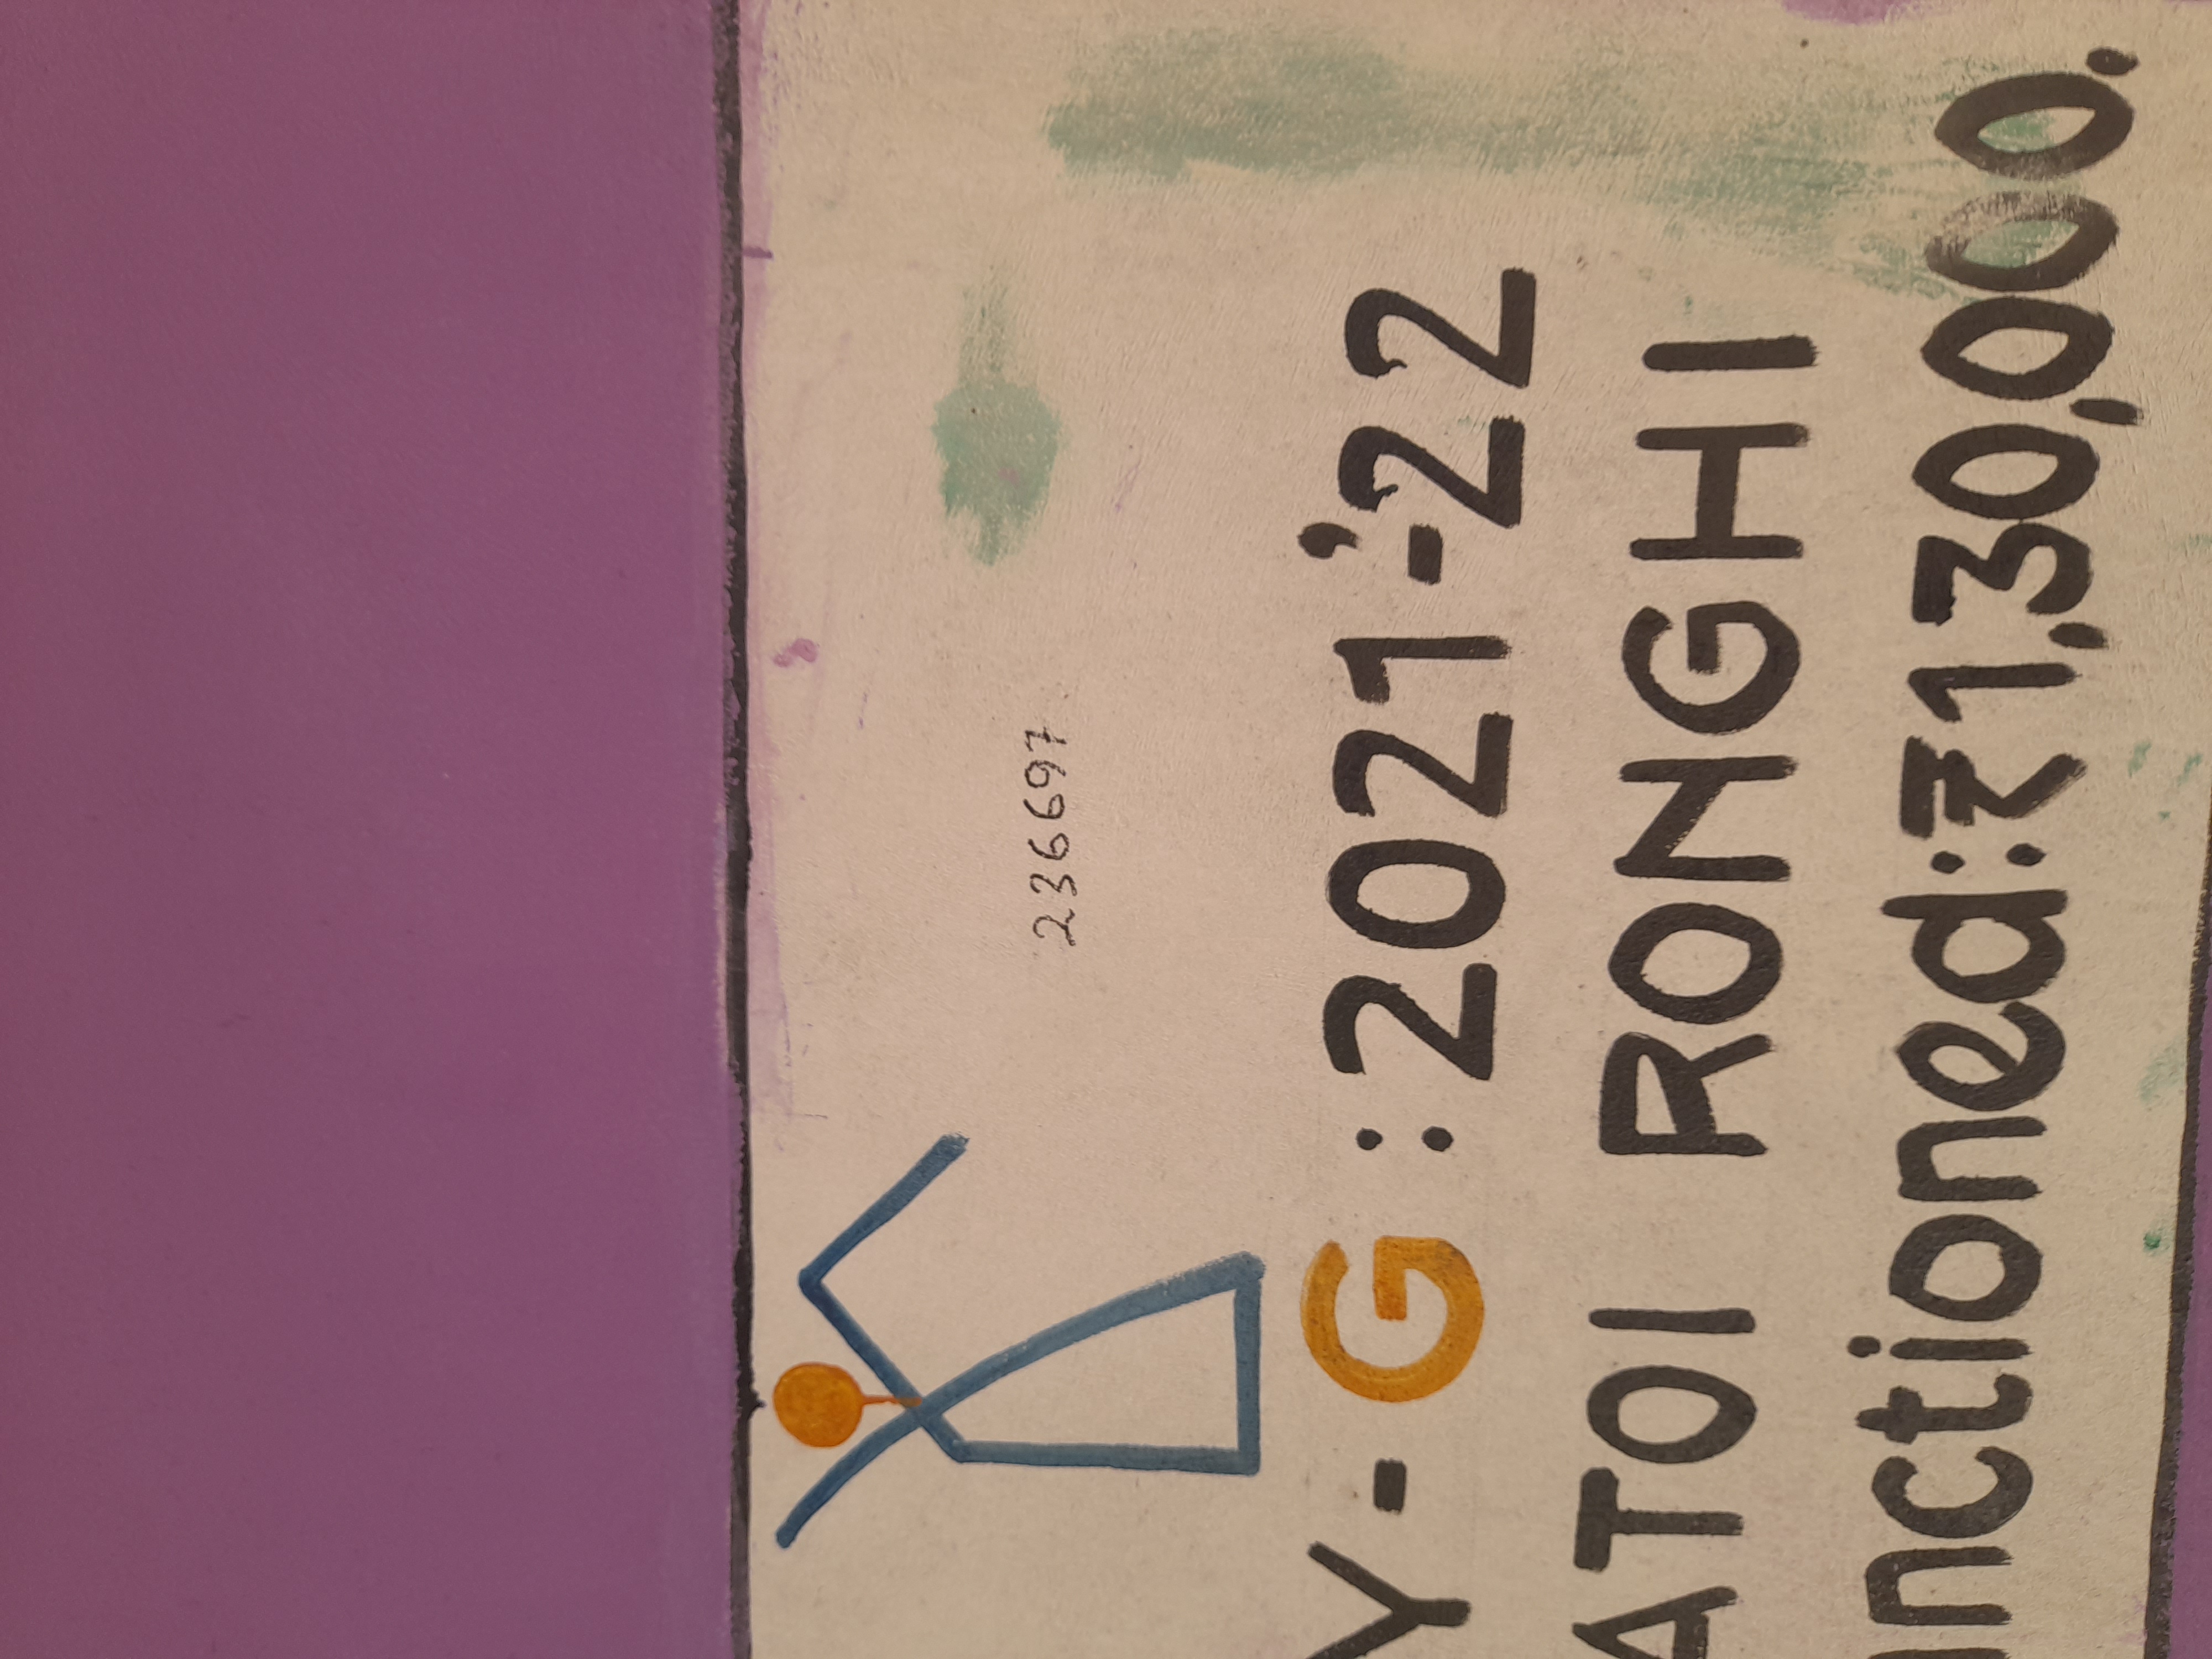 236697
Y-G : 2021-'22
ATOI RONGHI
nctioned:₹1,30,000.